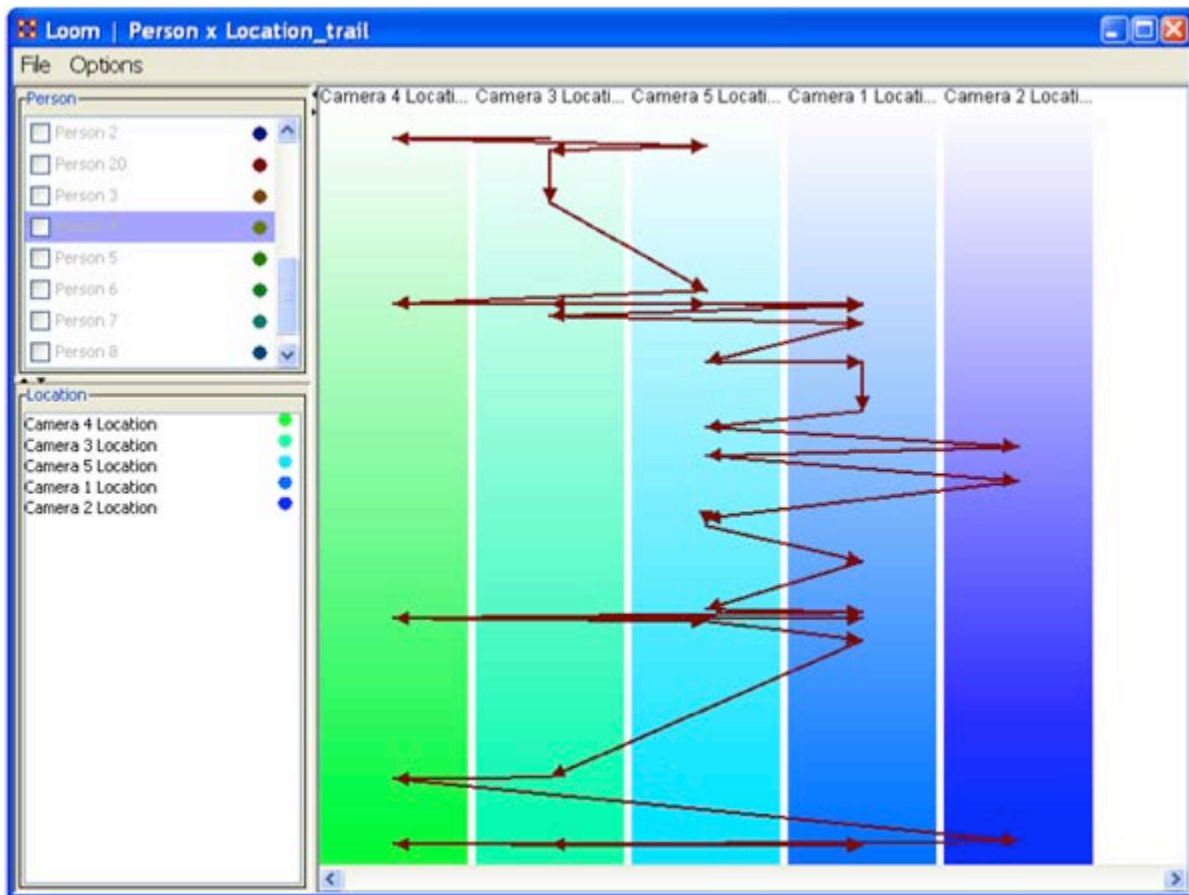 Loom | Person x Location_trail
File Options
Person
Person 2
Person 20
Person 3
Person 5
Person 6
Person 7
Person 8
Location
Camera 4 Location
Camera 3 Location
Camera 5 Location
Camera 1 Location
Camera 2 Location
Camera 4 Locati... Camera 3 Locati... Camera 5 Locati... Camera 1 Locati... Camera 2 Locati...